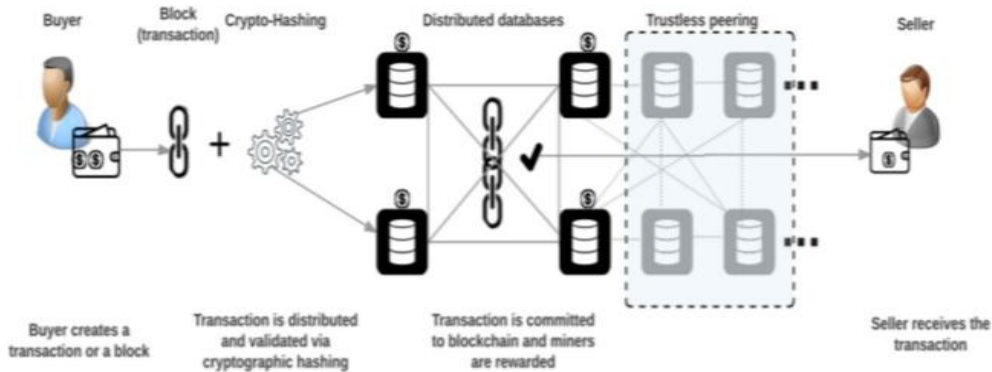 Buyer
Block
(transaction)
Crypto-Hashing
Distributed databases
Trustless peering
Seller
$
$
$ $
$
$
$
Buyer creates a
transaction or a block
Transaction is distributed
and validated via
cryptographic hashing
Transaction is committed
to blockchain and miners
are rewarded
Seller receives the
transaction